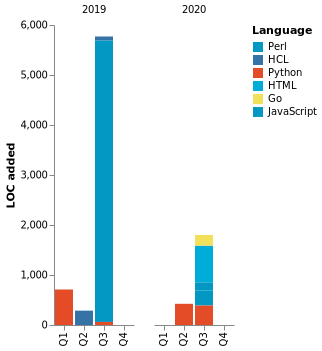 2019
2020
6,000
5,000
4,000
3,000
2,000
1,000
0
LOC added
Q1
Q2
Q3
Q4
Q1
Q2
Q3
Q4
Language
Perl
HCL
Python
HTML
Go
JavaScript